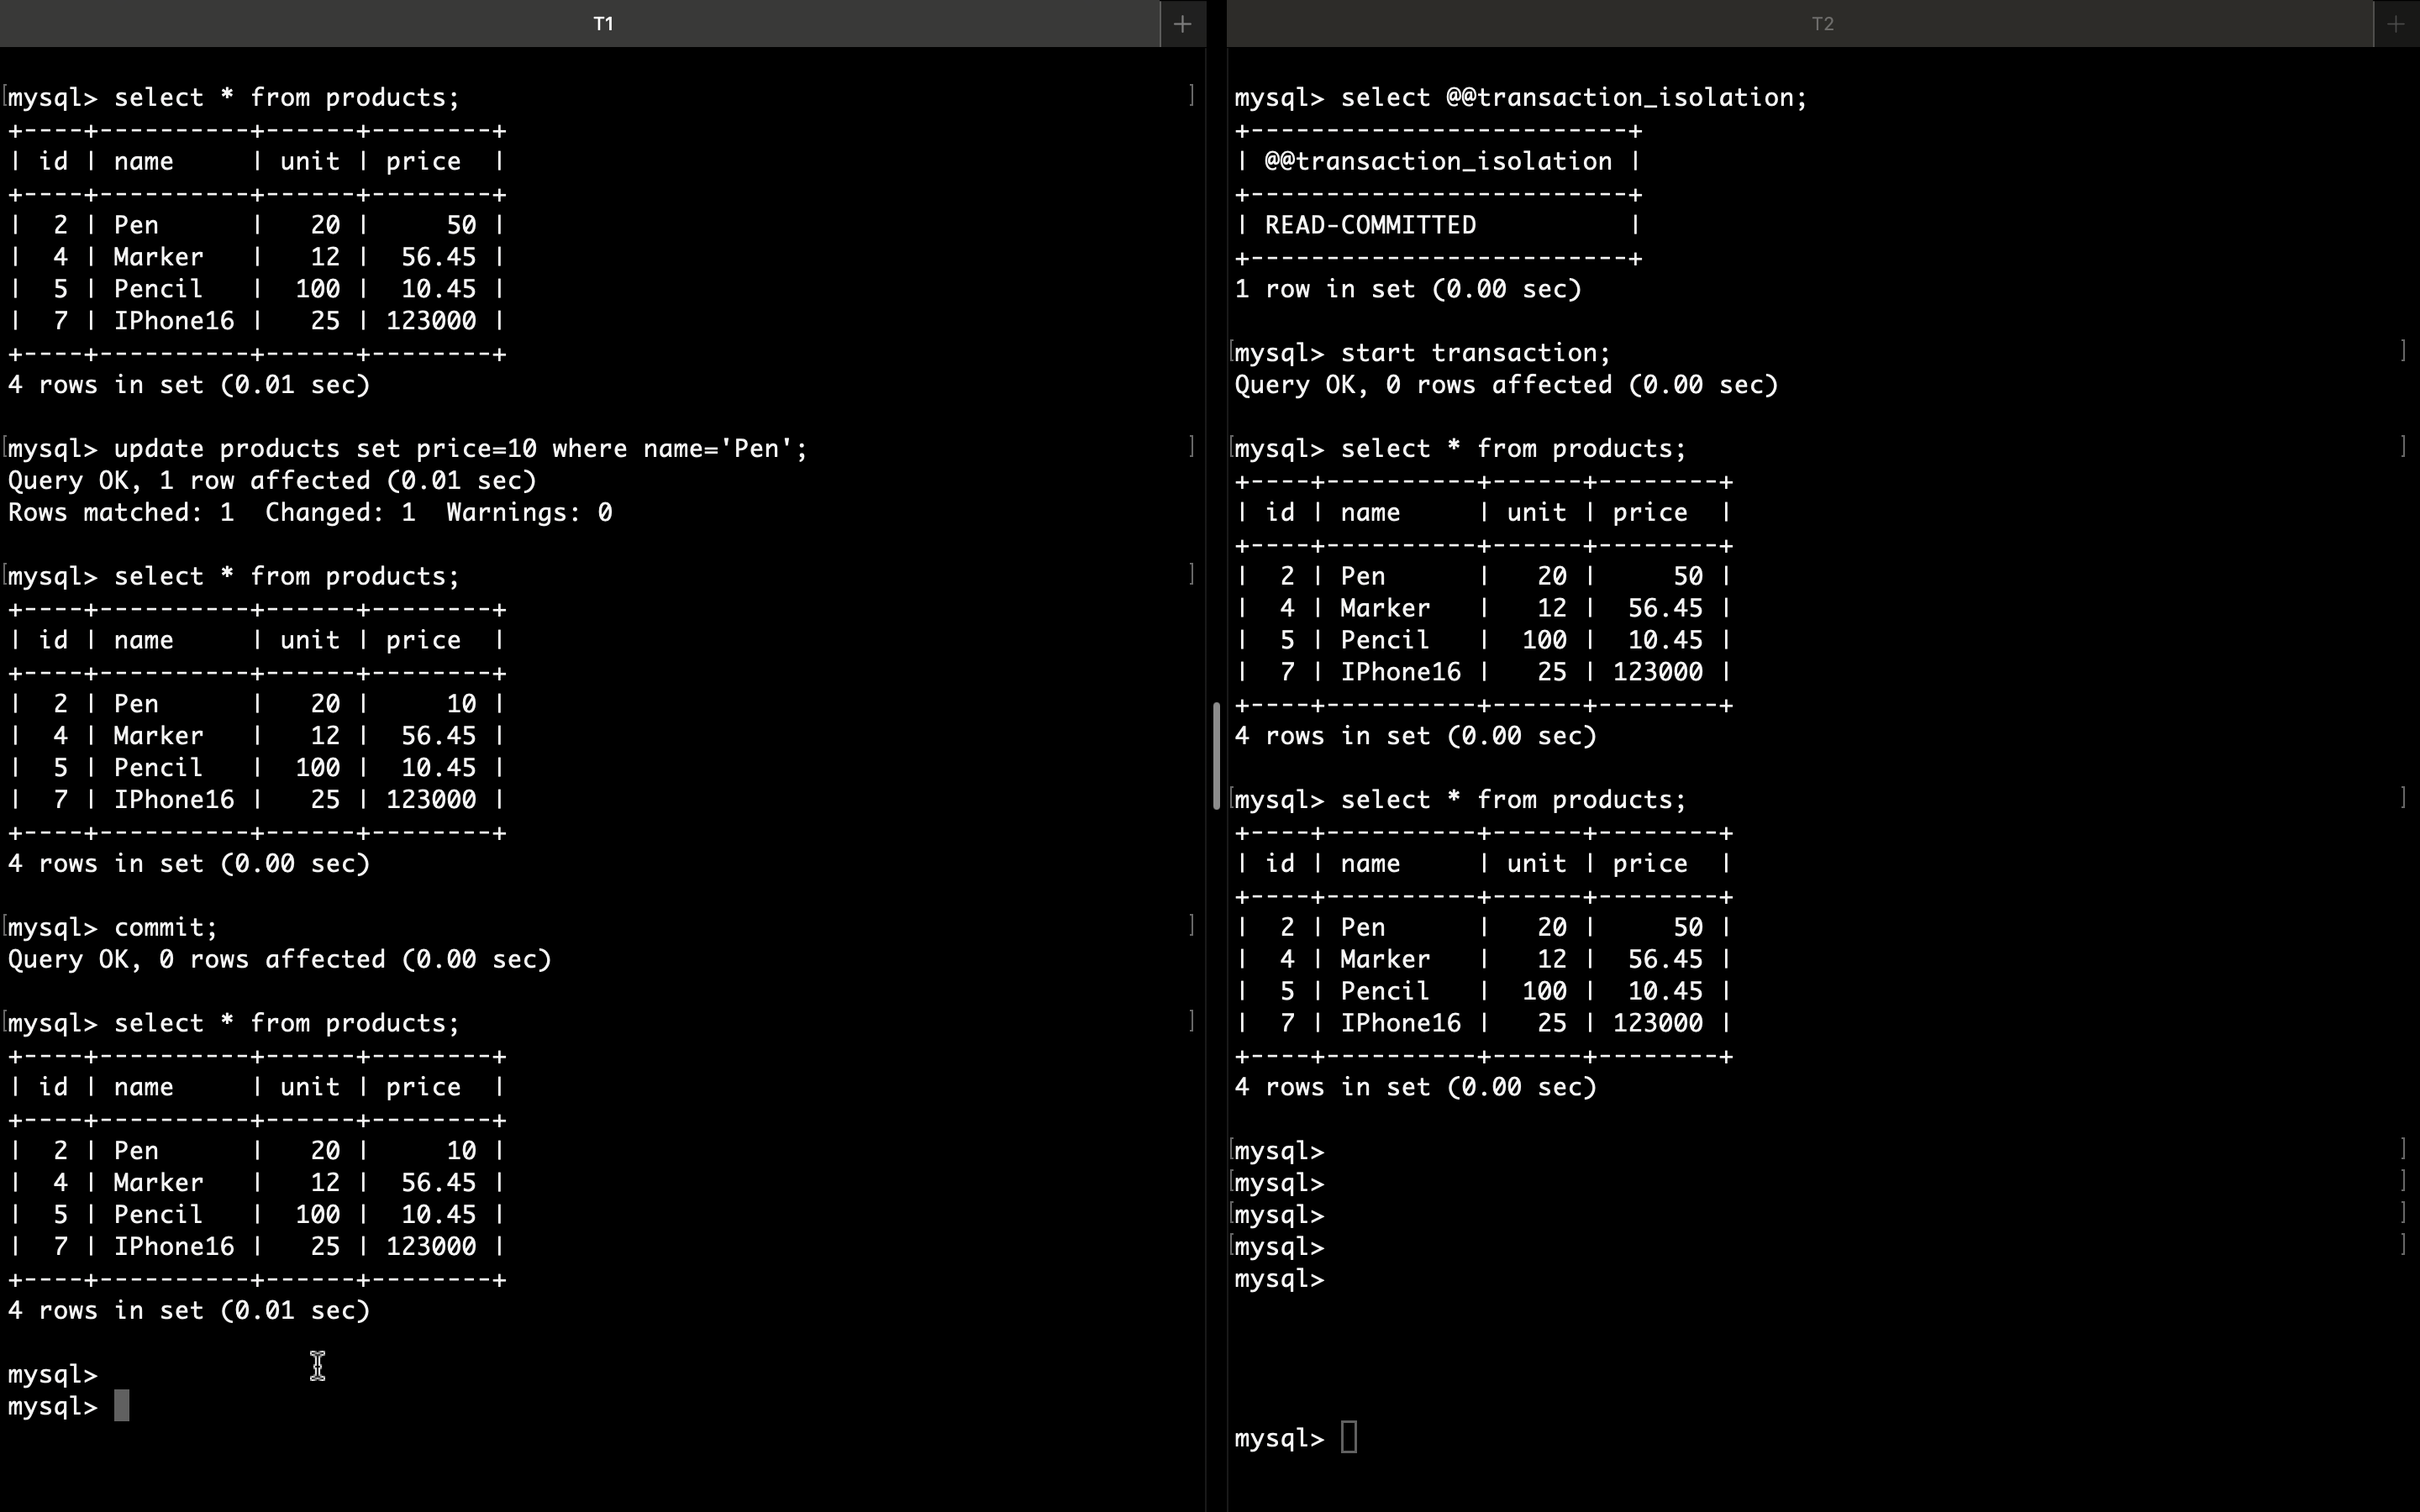 T1
+
mysql> select * from products;
+----+----------+------+--------+
| id | name     | unit | price  |
+----+----------+------+--------+
|  2 | Pen      |   20 |     50 |
|  4 | Marker   |   12 |  56.45 |
|  5 | Pencil   |  100 |  10.45 |
|  7 | IPhone16 |   25 | 123000 |
+----+----------+------+--------+
4 rows in set (0.01 sec)
mysql> update products set price=10 where name='Pen';
Query OK, 1 row affected (0.01 sec)
Rows matched: 1  Changed: 1  Warnings: 0
mysql> select * from products;
+----+----------+------+--------+
| id | name     | unit | price  |
+----+----------+------+--------+
|  2 | Pen      |   20 |     10 |
|  4 | Marker   |   12 |  56.45 |
|  5 | Pencil   |  100 |  10.45 |
|  7 | IPhone16 |   25 | 123000 |
+----+----------+------+--------+
4 rows in set (0.00 sec)
mysql> commit;
Query OK, 0 rows affected (0.00 sec)
mysql> select * from products;
+----+----------+------+--------+
| id | name     | unit | price  |
+----+----------+------+--------+
|  2 | Pen      |   20 |     10 |
|  4 | Marker   |   12 |  56.45 |
|  5 | Pencil   |  100 |  10.45 |
|  7 | IPhone16 |   25 | 123000 |
+----+----------+------+--------+
4 rows in set (0.01 sec)
mysql>
mysql>
T2
+
mysql> select @@transaction_isolation;
+-------------------------+
| @@transaction_isolation |
+-------------------------+
| READ-COMMITTED          |
+-------------------------+
1 row in set (0.00 sec)
mysql> start transaction;
Query OK, 0 rows affected (0.00 sec)
mysql> select * from products;
+----+----------+------+--------+
| id | name     | unit | price  |
+----+----------+------+--------+
|  2 | Pen      |   20 |     50 |
|  4 | Marker   |   12 |  56.45 |
|  5 | Pencil   |  100 |  10.45 |
|  7 | IPhone16 |   25 | 123000 |
+----+----------+------+--------+
4 rows in set (0.00 sec)
mysql> select * from products;
+----+----------+------+--------+
| id | name     | unit | price  |
+----+----------+------+--------+
|  2 | Pen      |   20 |     50 |
|  4 | Marker   |   12 |  56.45 |
|  5 | Pencil   |  100 |  10.45 |
|  7 | IPhone16 |   25 | 123000 |
+----+----------+------+--------+
4 rows in set (0.00 sec)
mysql>
mysql>
mysql>
mysql>
mysql>
mysql>